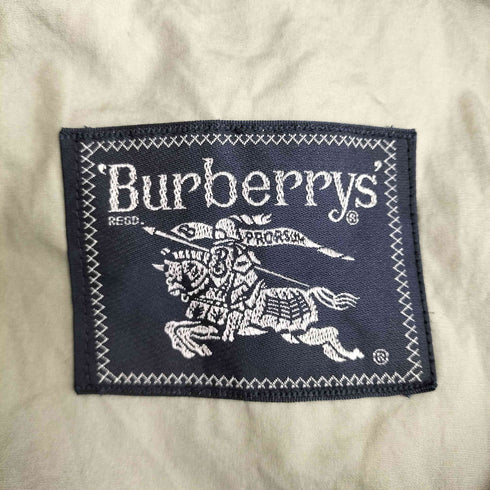 'Burberrys'
REGD. ®
PRORSUM
B
®